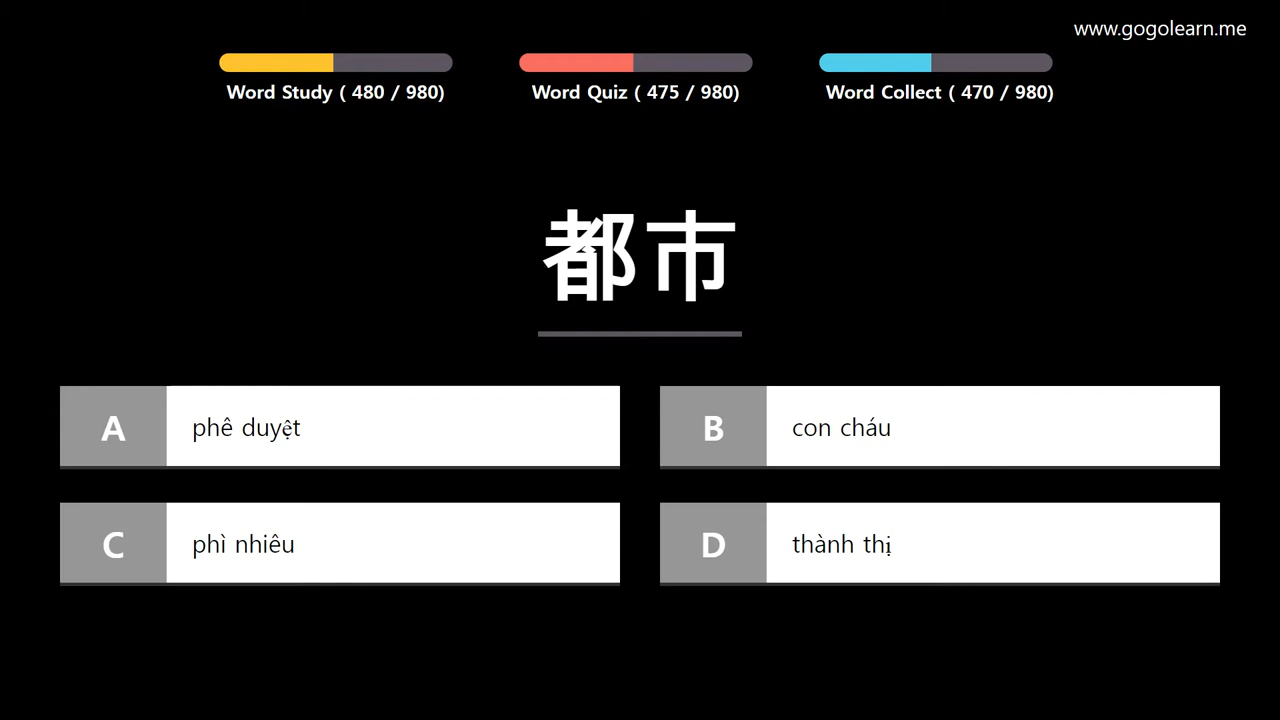 www.gogolearn.me
Word Study ( 480 / 980)
Word Quiz ( 475 / 980)
Word Collect ( 470 / 980)
都市
A phê duyệt
B con cháu
C phì nhiêu
D thành thị